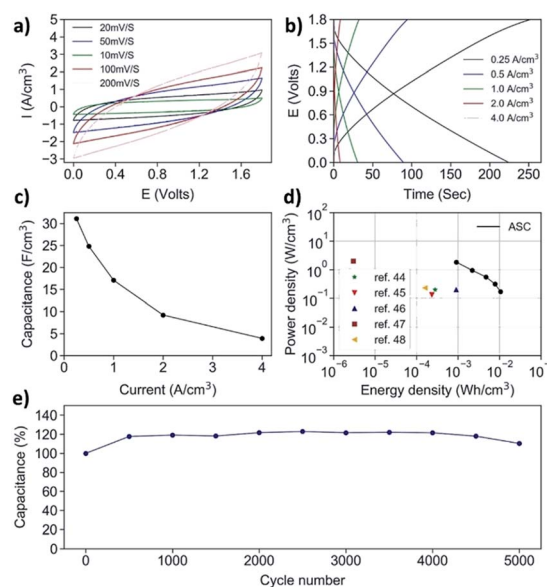 a)
I (A/cm³)
5
4
3
2
1
0
−1
−2
−3
20mV/S
50mV/S
10mV/S
100mV/S
200mV/S
0.0 0.4 0.8 1.2 1.6
E (Volts)
b)
E (Volts)
1.8
1.5
1.2
0.9
0.6
0.3
0.0
0.25 A/cm³
0.5 A/cm³
1.0 A/cm³
2.0 A/cm³
4.0 A/cm³
0 50 100 150 200 250
Time (Sec)
c)
Capacitance (F/cm³)
30
25
20
15
10
5
0
0 1 2 3 4
Current (A/cm³)
d)
Power density (W/cm³)
10²
10¹
10⁰
10⁻¹
10⁻²
10⁻³
ASC
ref. 44
ref. 45
ref. 46
ref. 47
ref. 48
10⁻⁶ 10⁻⁵ 10⁻⁴ 10⁻³ 10⁻² 10⁻¹
Energy density (Wh/cm³)
e)
Capacitance (%)
140
120
100
80
60
40
20
0
0 1000 2000 3000 4000 5000
Cycle number